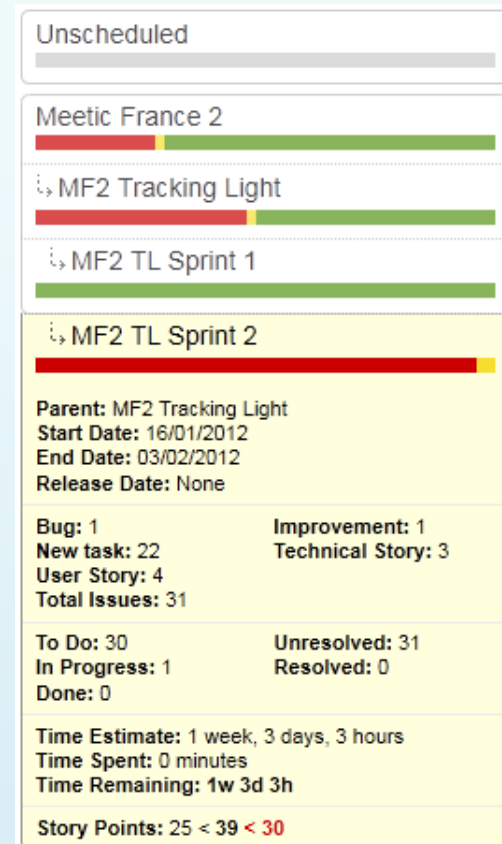 Unscheduled
Meetic France 2
MF2 Tracking Light
MF2 TL Sprint 1
MF2 TL Sprint 2
Parent: MF2 Tracking Light
Start Date: 16/01/2012
End Date: 03/02/2012
Release Date: None
Bug: 1 Improvement: 1
New task: 22 Technical Story: 3
User Story: 4
Total Issues: 31
To Do: 30 Unresolved: 31
In Progress: 1 Resolved: 0
Done: 0
Time Estimate: 1 week, 3 days, 3 hours
Time Spent: 0 minutes
Time Remaining: 1w 3d 3h
Story Points: 25 < 39 < 30